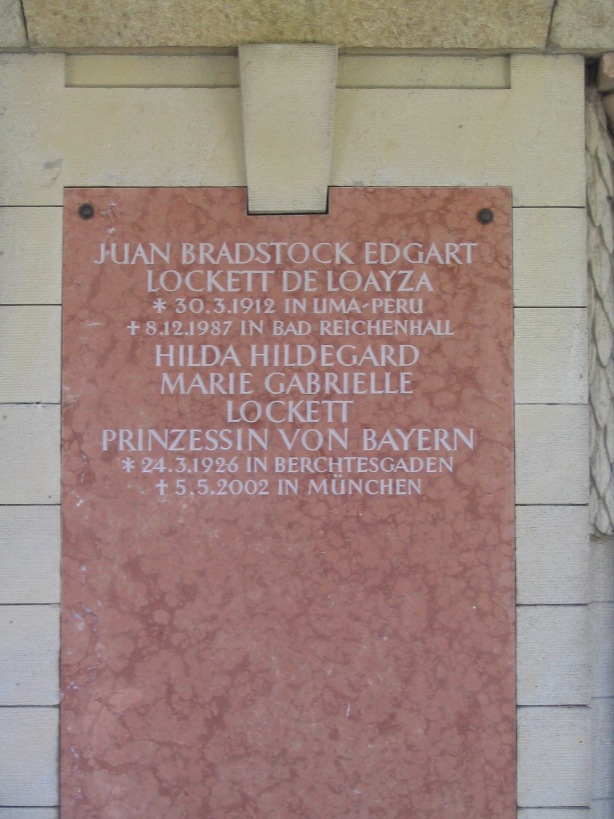 JUAN BRADSTOCK EDGART
LOCKETT DE LOAYZA
* 30.3.1912 IN LIMA-PERU
† 8.12.1987 IN BAD REICHENHALL
HILDA HILDEGARD
MARIE GABRIELLE
LOCKETT
PRINZESSIN VON BAYERN
* 24.3.1926 IN BERCHTESGADEN
† 5.5.2002 IN MÜNCHEN